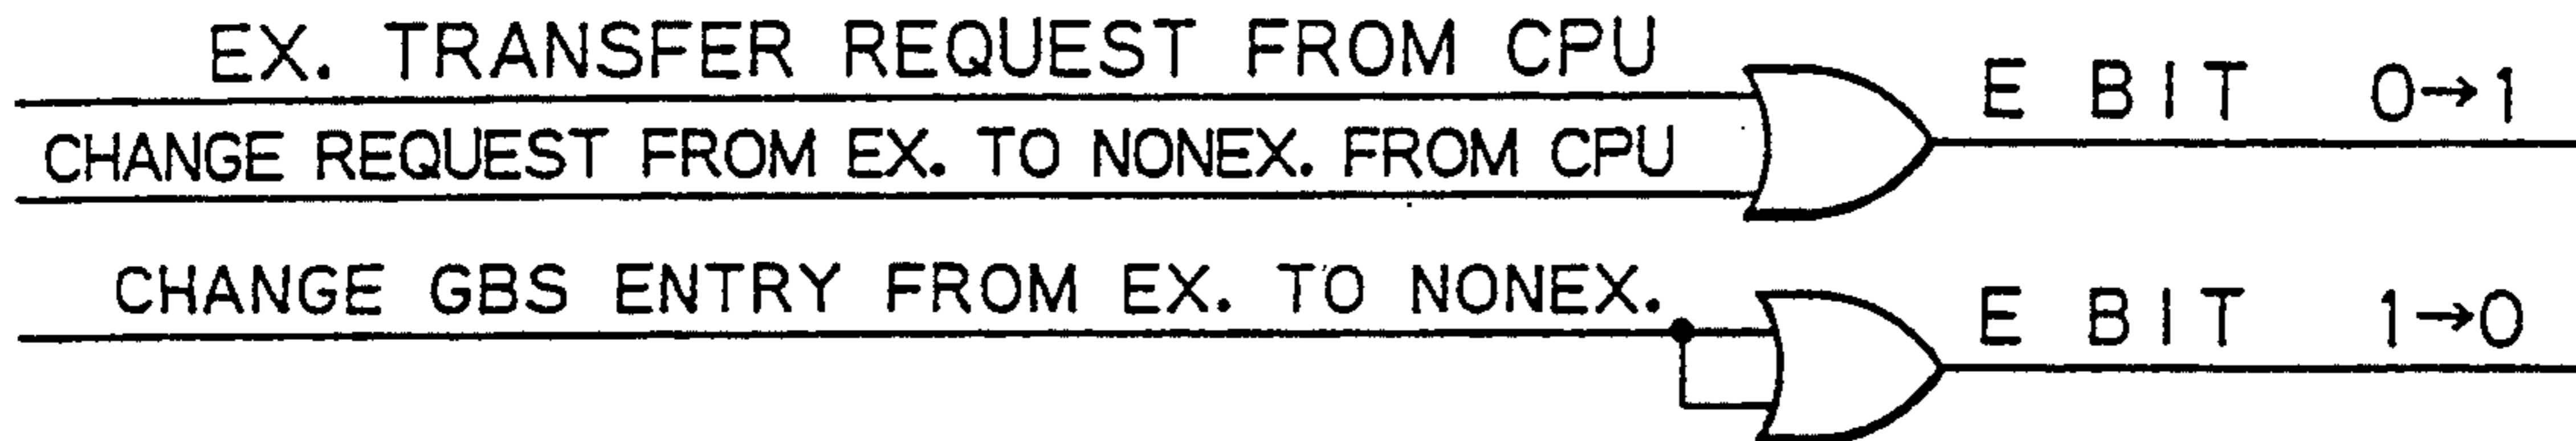 EX. TRANSFER REQUEST FROM CPU
E BIT 0→1
CHANGE REQUEST FROM EX. TO NONEX. FROM CPU
CHANGE GBS ENTRY FROM EX. TO NONEX.
E BIT 1→0